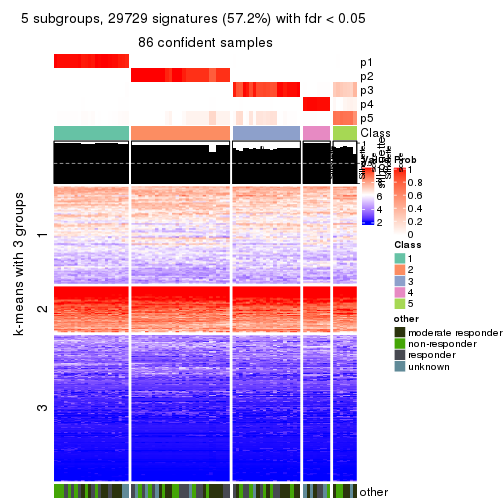 5 subgroups, 29729 signatures (57.2%) with fdr < 0.05
86 confident samples
p1
p2
p3
p4
p5
Class
Silhouette
Prob
1
0.8
0.6
0.4
0.2
0
6
4
2
k-means with 3 groups
1
2
3
Class
1
2
3
4
5
other
moderate responder
non-responder
responder
unknown
other